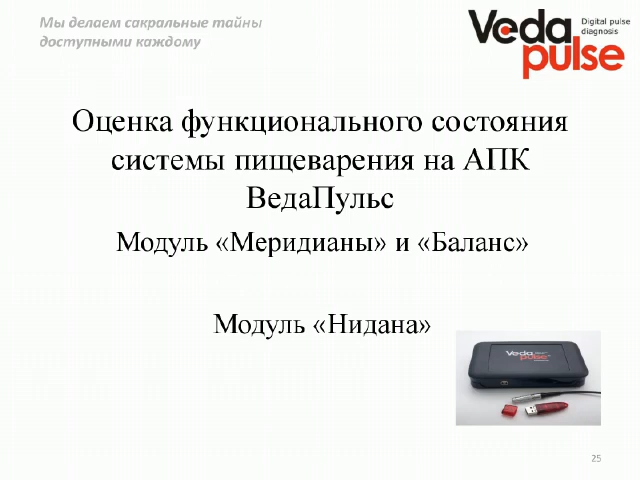 Мы делаем сакральные тайны
доступными каждому
Veda pulse
Digital pulse
diagnosis
Оценка функционального состояния
системы пищеварения на АПК
ВедаПульс
Модуль «Меридианы» и «Баланс»
Модуль «Нидана»
Veda
pulse
25